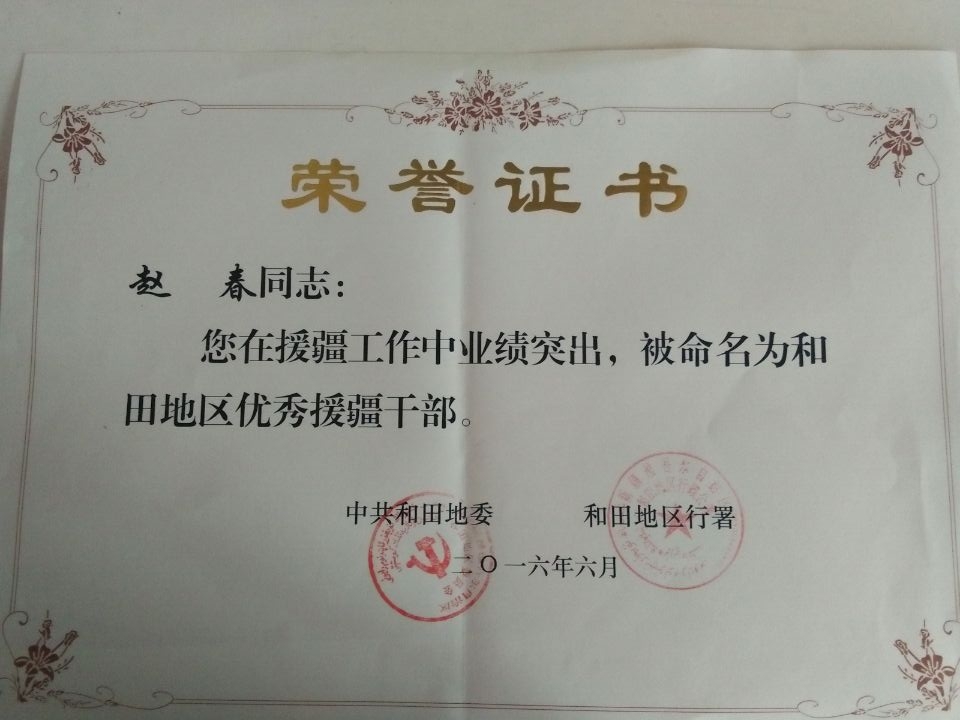 荣誉证书
赵 春同志：
您在援疆工作中业绩突出，被命名为和
田地区优秀援疆干部。
中共和田地委 和田地区行署
二〇一六年六月